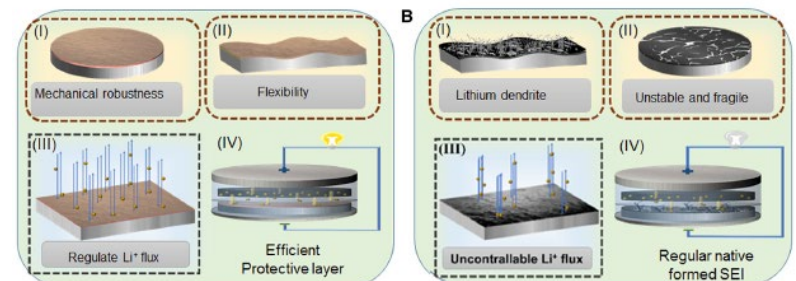 (I)
(II)
Mechanical robustness
Flexibility
(III)
(IV)
Regulate Li⁺ flux
Efficient
Protective layer
B
(I)
(II)
Lithium dendrite
Unstable and fragile
(III)
(IV)
Uncontrallable Li⁺ flux
Regular native
formed SEI